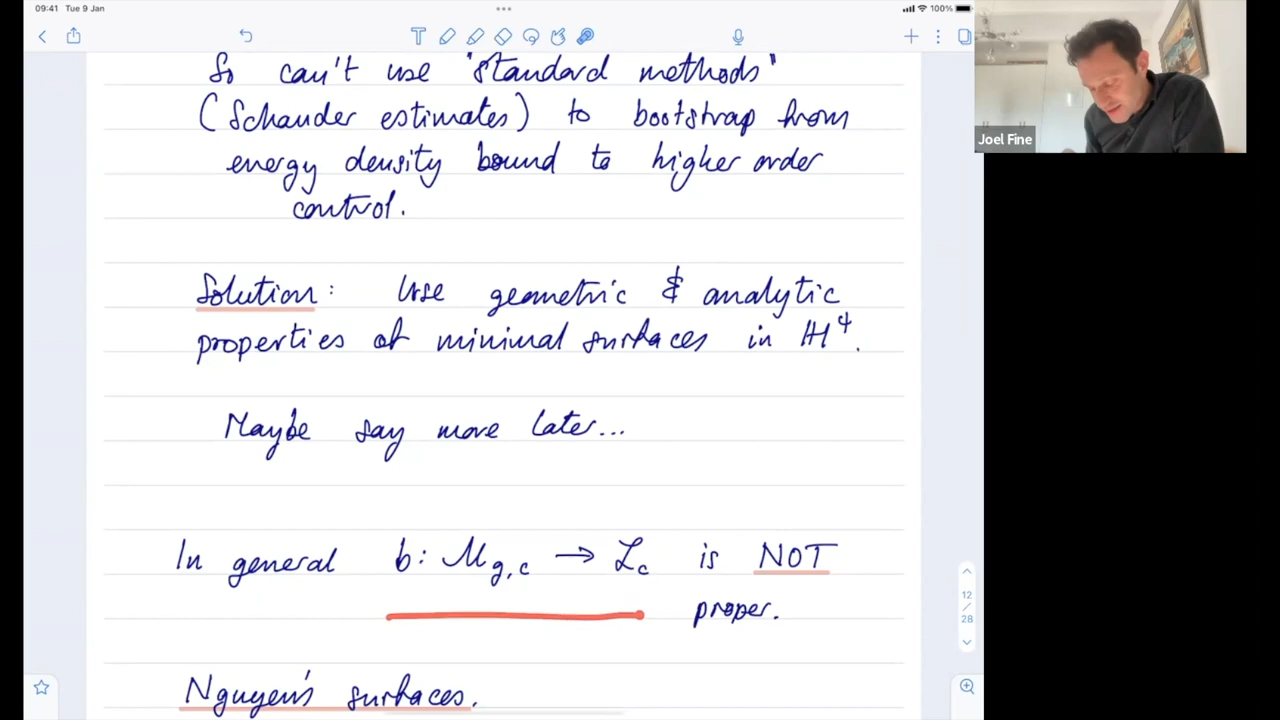 09:41 Tue 9 Jan
100%
So can't use "standard methods"
(Schauder estimates) to bootstrap from
energy density bound to higher order
control.
Solution: Use geometric & analytic
properties of minimal surfaces in ℍ⁴.
Maybe say more later...
In general b: ℳg,c → ℒc is NOT
proper.
Nguyen's surfaces.
12
/
28
Joel Fine